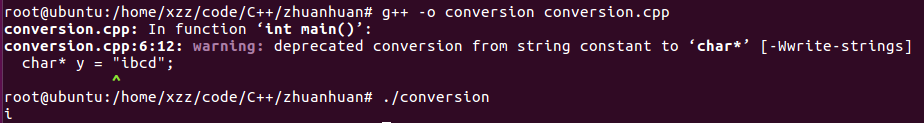 root@ubuntu:/home/xzz/code/C++/zhuanhuan# g++ -o conversion conversion.cpp
conversion.cpp: In function ‘int main()’:
conversion.cpp:6:12: warning: deprecated conversion from string constant to ‘char*’ [-Wwrite-strings]
  char* y = "ibcd";
            ^
root@ubuntu:/home/xzz/code/C++/zhuanhuan# ./conversion
i